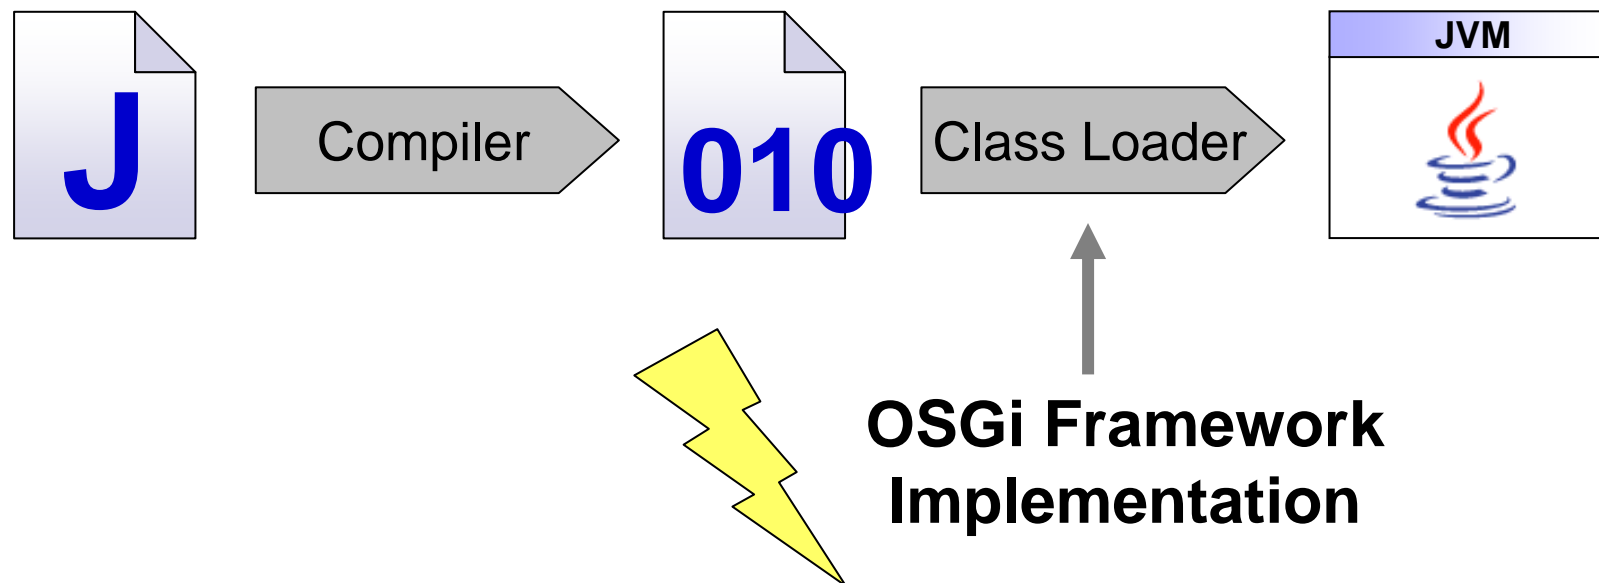 JVM
J
Compiler
010
Class Loader
OSGi Framework
Implementation